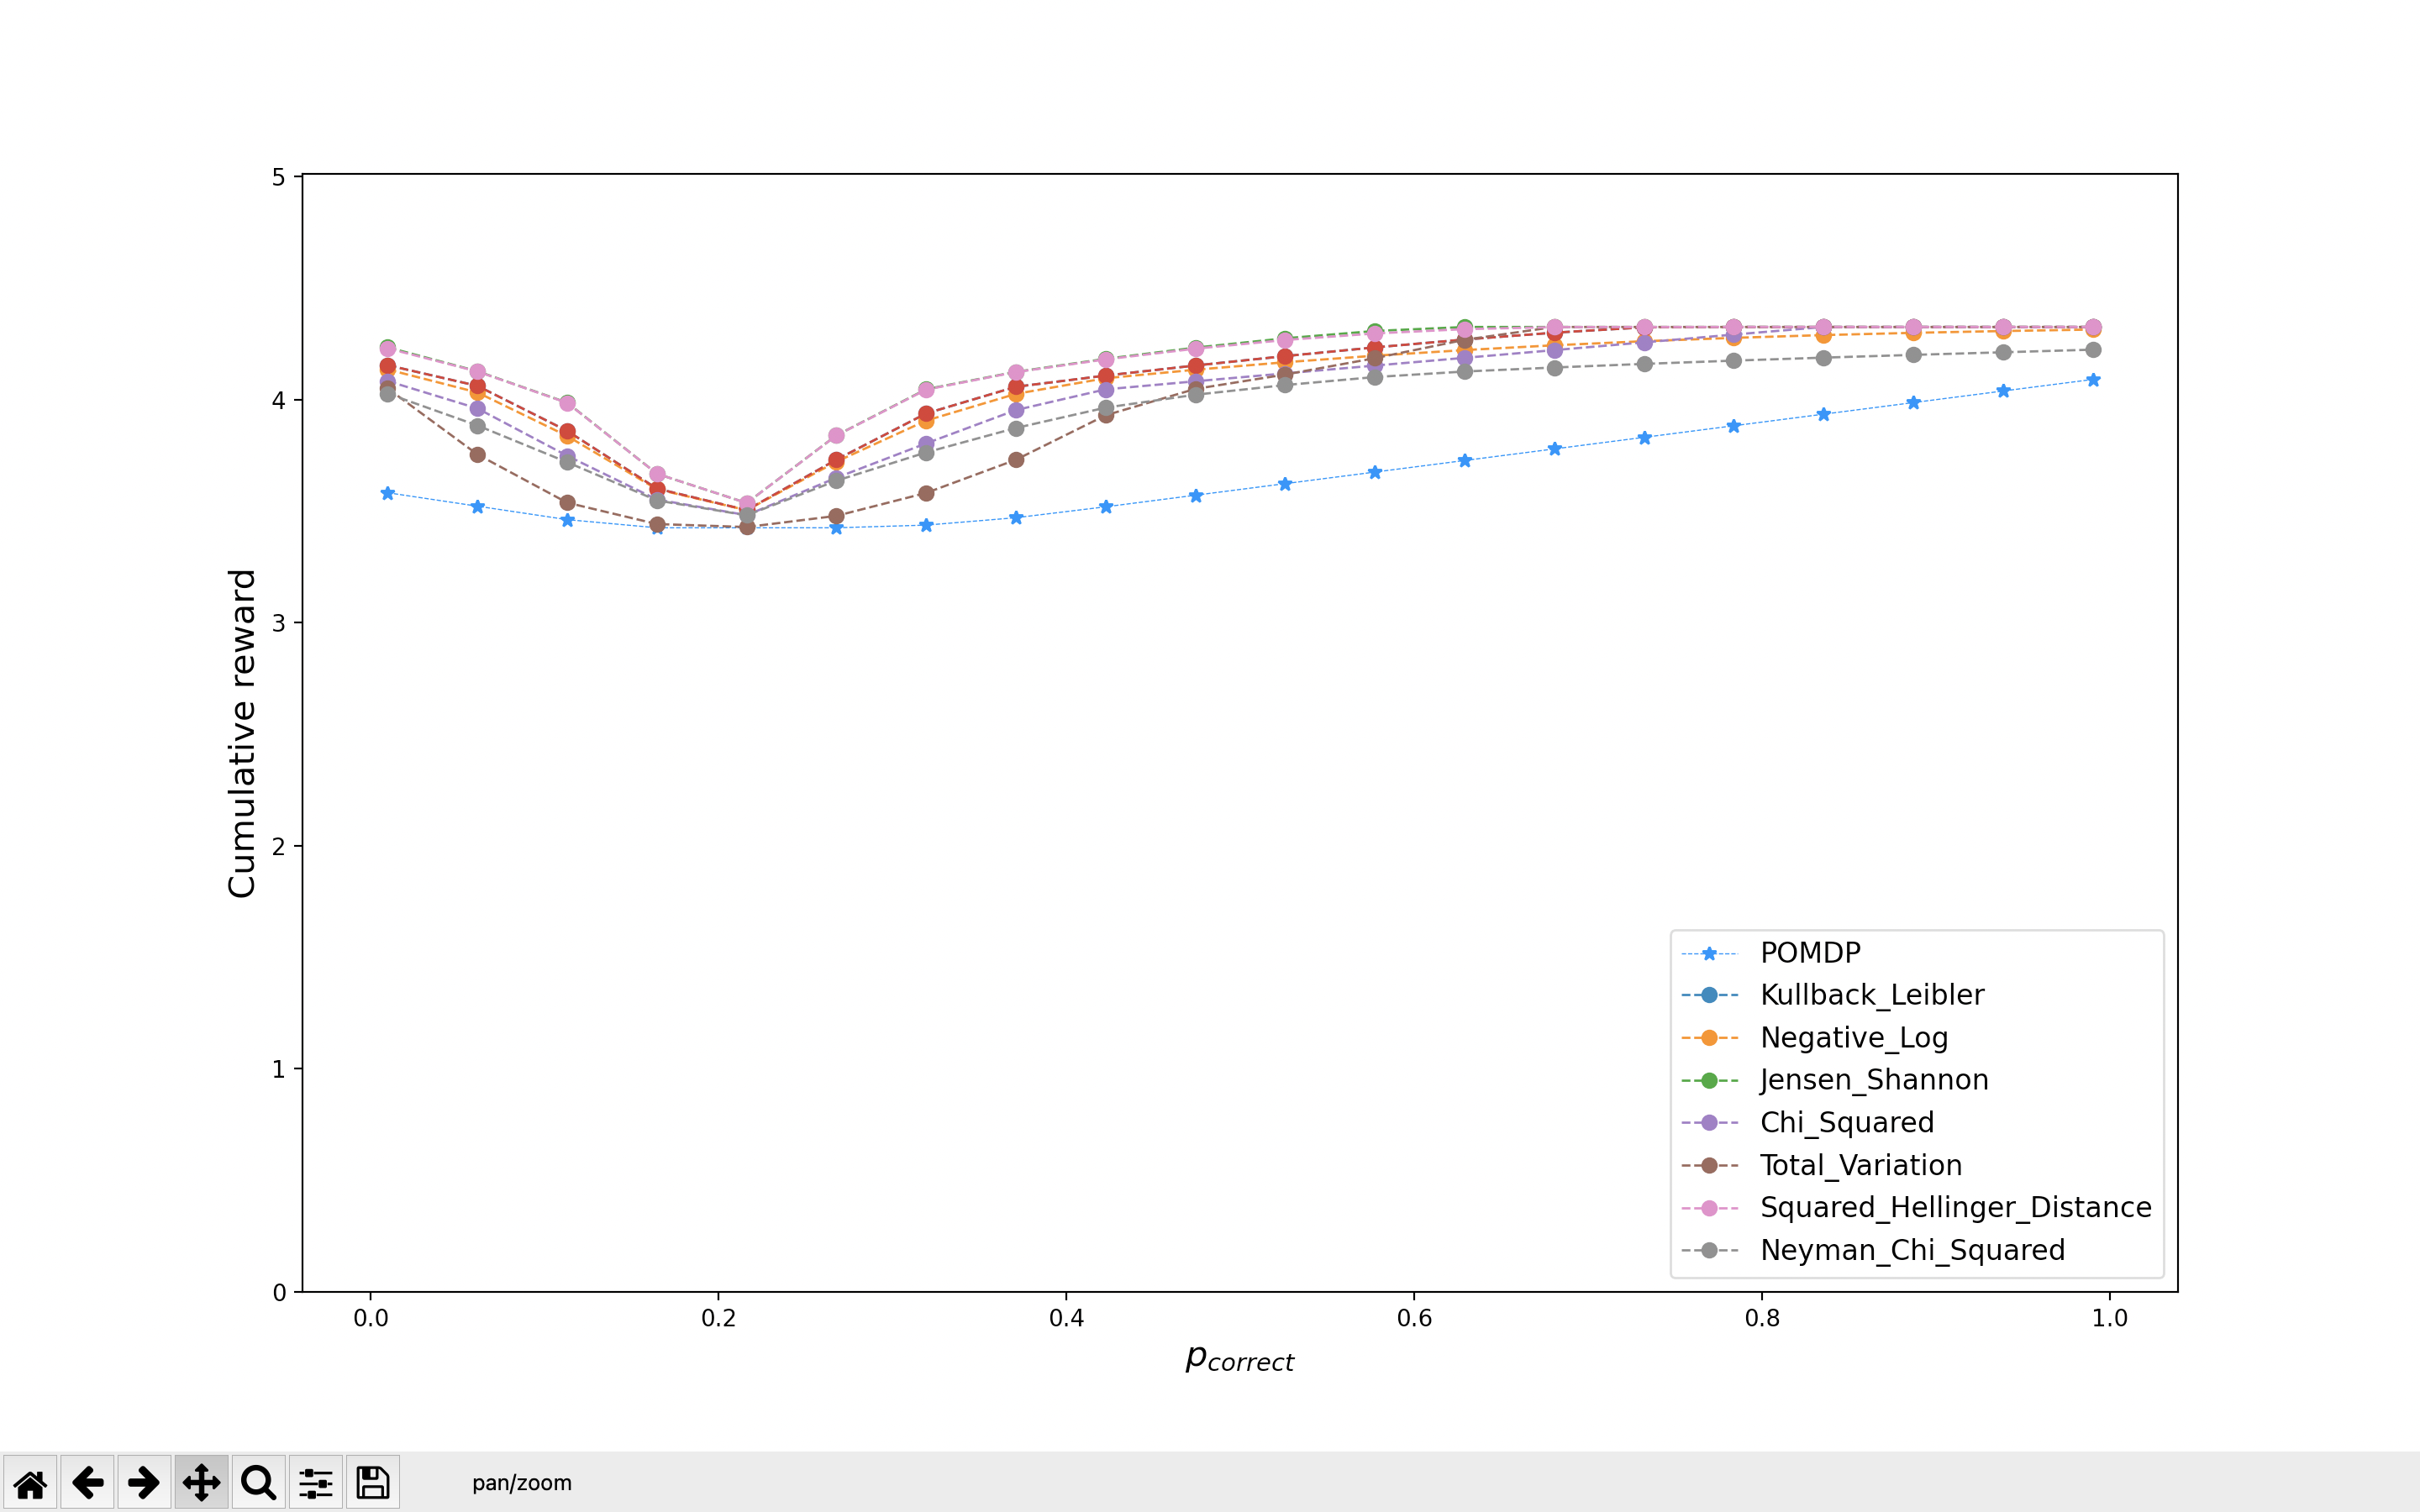 5
4
3
2
1
0
Cumulative reward
0.0 0.2 0.4 0.6 0.8 1.0
p_correct
POMDP
Kullback_Leibler
Negative_Log
Jensen_Shannon
Chi_Squared
Total_Variation
Squared_Hellinger_Distance
Neyman_Chi_Squared
pan/zoom